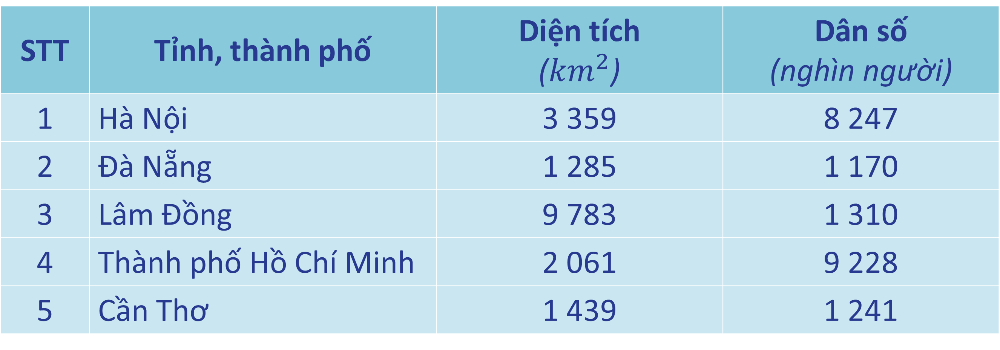 STT Tỉnh, thành phố Diện tích (km²) Dân số (nghìn người)
1 Hà Nội 3 359 8 247
2 Đà Nẵng 1 285 1 170
3 Lâm Đồng 9 783 1 310
4 Thành phố Hồ Chí Minh 2 061 9 228
5 Cần Thơ 1 439 1 241